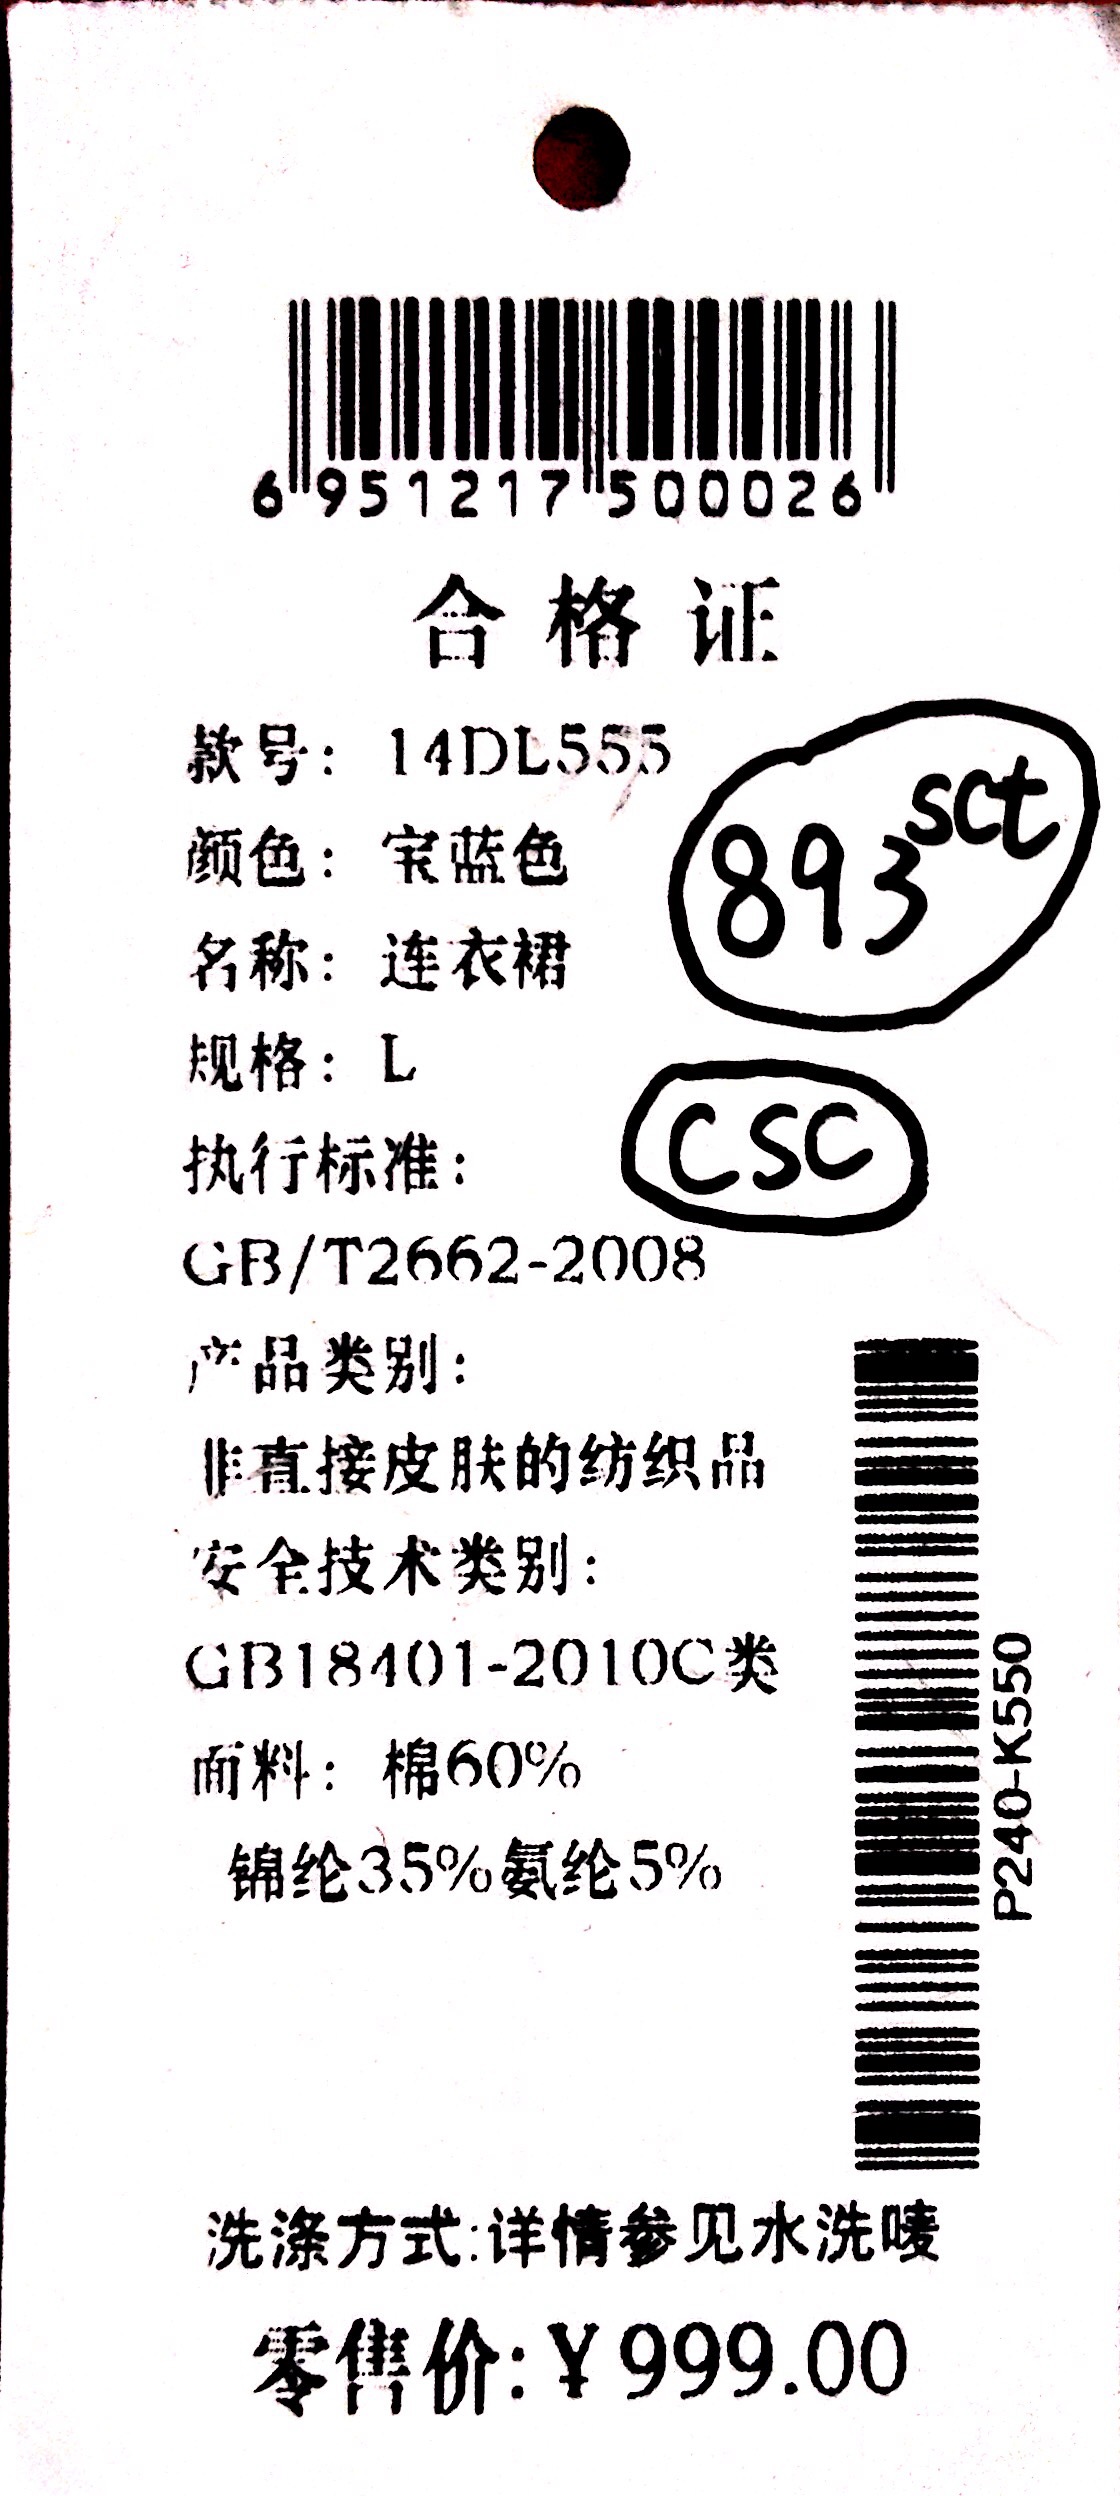 6 951217 500026
合格证
款号: 14DL555
893 sct
颜色: 宝蓝色
名称: 连衣裙
规格: L
CSC
执行标准:
GB/T2662-2008
产品类别:
非直接皮肤的纺织品
安全技术类别:
GB18401-2010C类
面料: 棉60%
锦纶35%氨纶5%
P240-K550
洗涤方式:详情参见水洗唛
零售价:¥999.00